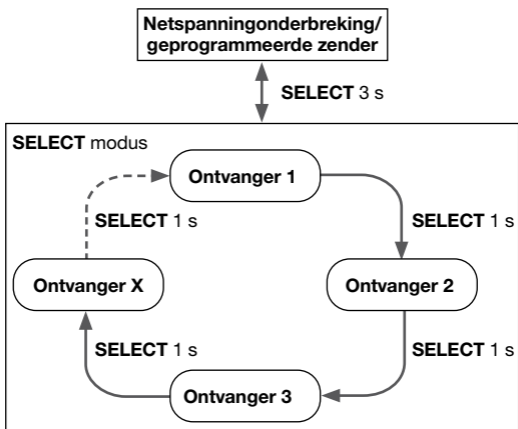 Netspanningonderbreking/
geprogrammeerde zender
SELECT 3 s
SELECT modus
Ontvanger 1
SELECT 1 s
SELECT 1 s
Ontvanger X
Ontvanger 2
SELECT 1 s
SELECT 1 s
Ontvanger 3